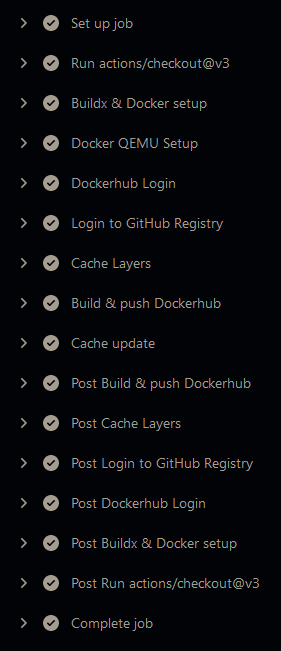 Set up job
Run actions/checkout@v3
Buildx & Docker setup
Docker QEMU Setup
Dockerhub Login
Login to GitHub Registry
Cache Layers
Build & push Dockerhub
Cache update
Post Build & push Dockerhub
Post Cache Layers
Post Login to GitHub Registry
Post Dockerhub Login
Post Buildx & Docker setup
Post Run actions/checkout@v3
Complete job